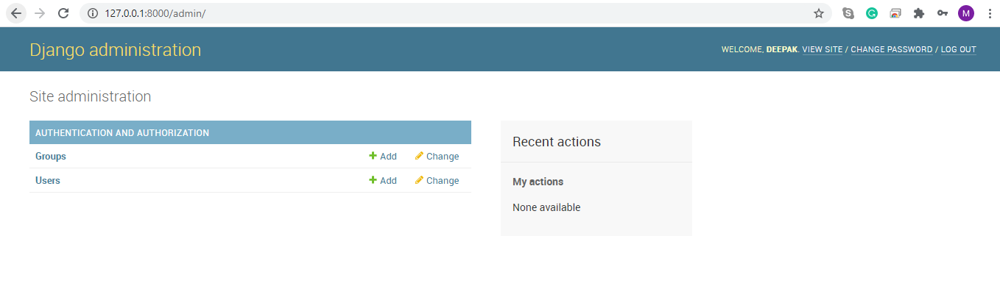 127.0.0.1:8000/admin/
M
Django administration
WELCOME, DEEPAK. VIEW SITE / CHANGE PASSWORD / LOG OUT
Site administration
AUTHENTICATION AND AUTHORIZATION
Groups Add Change
Users Add Change
Recent actions
My actions
None available